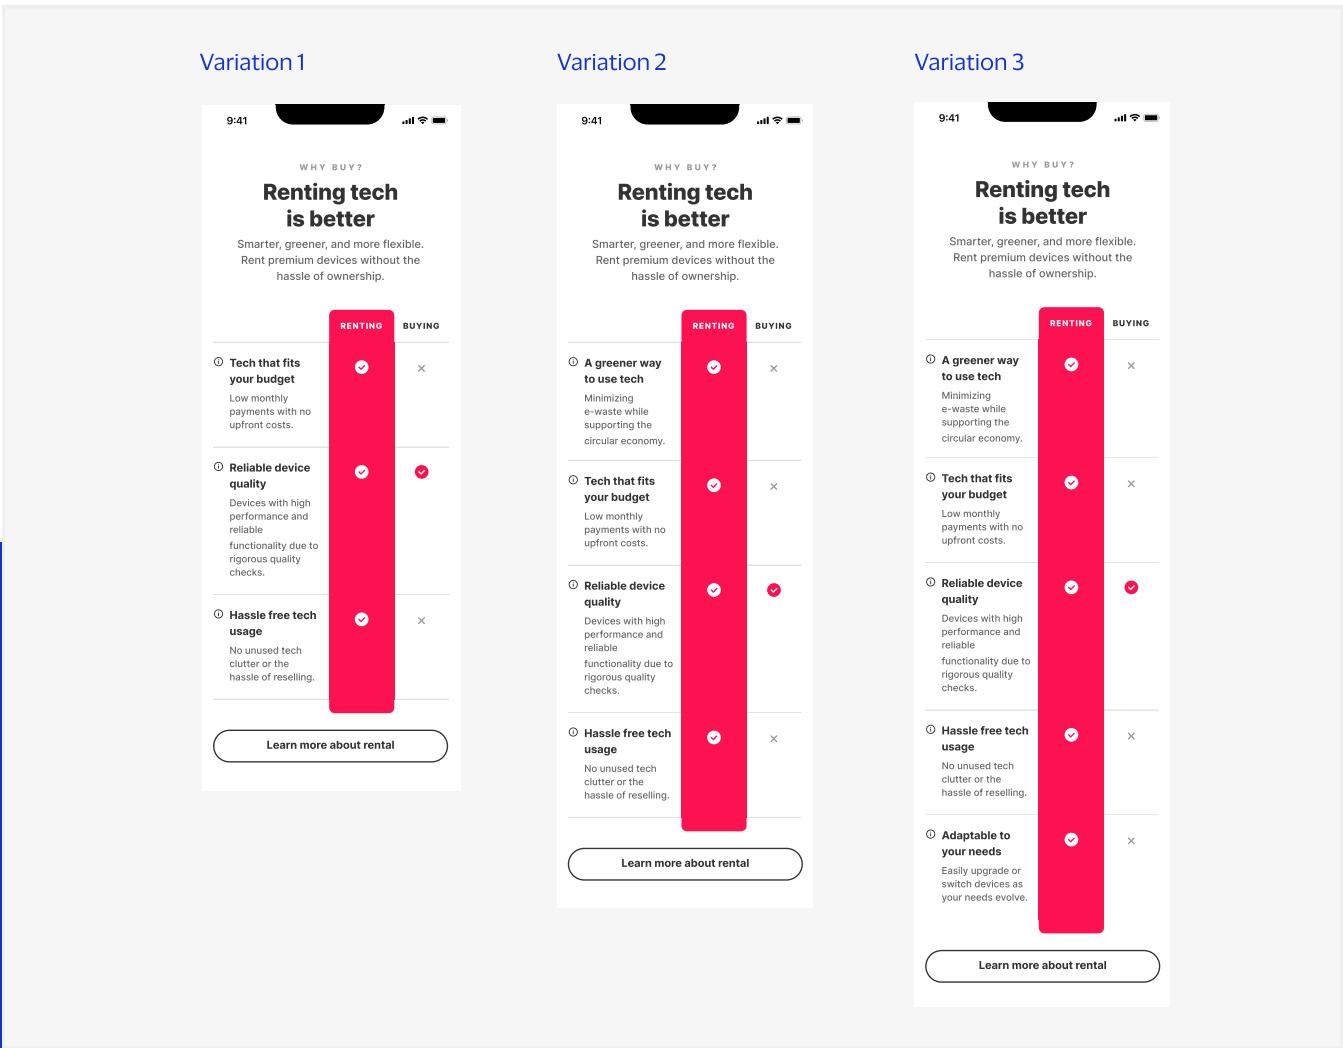 Variation 1
9:41
WHY BUY?
Renting tech
is better
Smarter, greener, and more flexible.
Rent premium devices without the
hassle of ownership.
RENTING BUYING
Tech that fits
your budget
Low monthly
payments with no
upfront costs.
Reliable device
quality
Devices with high
performance and
reliable
functionality due to
rigorous quality
checks.
Hassle free tech
usage
No unused tech
clutter or the
hassle of reselling.
Learn more about rental
Variation 2
9:41
WHY BUY?
Renting tech
is better
Smarter, greener, and more flexible.
Rent premium devices without the
hassle of ownership.
RENTING BUYING
A greener way
to use tech
Minimizing
e-waste while
supporting the
circular economy.
Tech that fits
your budget
Low monthly
payments with no
upfront costs.
Reliable device
quality
Devices with high
performance and
reliable
functionality due to
rigorous quality
checks.
Hassle free tech
usage
No unused tech
clutter or the
hassle of reselling.
Learn more about rental
Variation 3
9:41
WHY BUY?
Renting tech
is better
Smarter, greener, and more flexible.
Rent premium devices without the
hassle of ownership.
RENTING BUYING
A greener way
to use tech
Minimizing
e-waste while
supporting the
circular economy.
Tech that fits
your budget
Low monthly
payments with no
upfront costs.
Reliable device
quality
Devices with high
performance and
reliable
functionality due to
rigorous quality
checks.
Hassle free tech
usage
No unused tech
clutter or the
hassle of reselling.
Adaptable to
your needs
Easily upgrade or
switch devices as
your needs evolve.
Learn more about rental